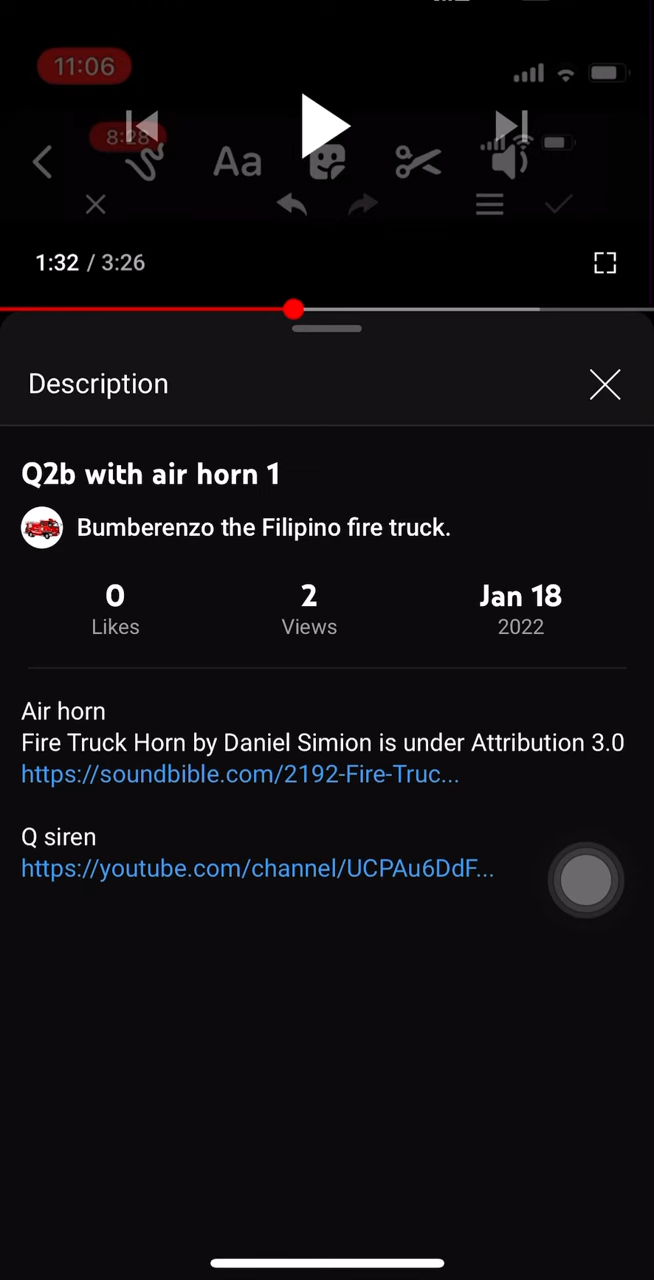 11:06
8:28
Aa
1:32 / 3:26
Description
Q2b with air horn 1
Bumberenzo the Filipino fire truck.
0 2 Jan 18
Likes Views 2022
Air horn
Fire Truck Horn by Daniel Simion is under Attribution 3.0
https://soundbible.com/2192-Fire-Truc...
Q siren
https://youtube.com/channel/UCPAu6DdF...